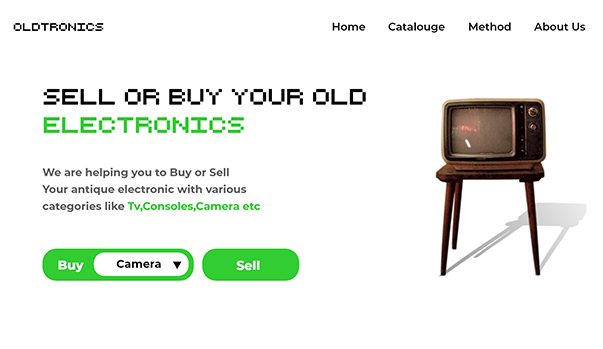 OLDTRONICS
Home Catalouge Method About Us
SELL OR BUY YOUR OLD
ELECTRONICS
We are helping you to Buy or Sell
Your antique electronic with various
categories like Tv,Consoles,Camera etc
Buy Camera Sell